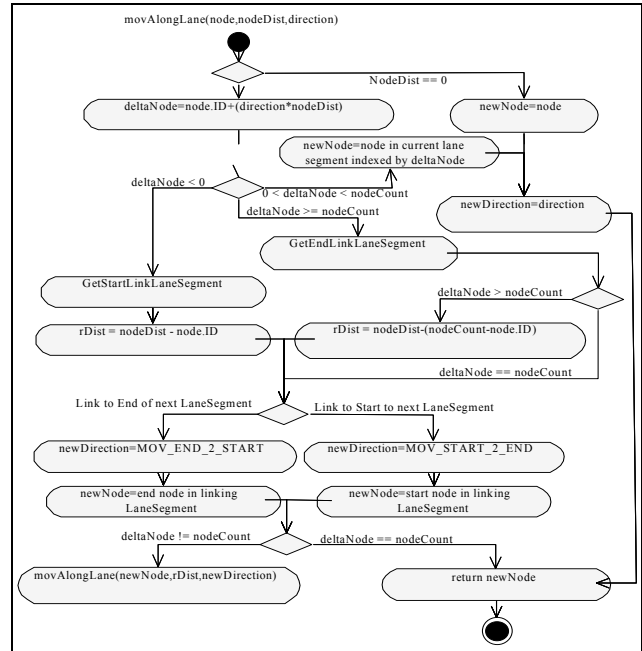 movAlongLane(node,nodeDist,direction)
NodeDist == 0
deltaNode=node.ID+(direction*nodeDist)
newNode=node
newNode=node in current lane
segment indexed by deltaNode
deltaNode < 0
0 < deltaNode < nodeCount
newDirection=direction
deltaNode >= nodeCount
GetEndLinkLaneSegment
GetStartLinkLaneSegment
deltaNode > nodeCount
rDist = nodeDist - node.ID
rDist = nodeDist-(nodeCount-node.ID)
deltaNode == nodeCount
Link to End of next LaneSegment
Link to Start to next LaneSegment
newDirection=MOV_END_2_START
newDirection=MOV_START_2_END
newNode=end node in linking
LaneSegment
newNode=start node in linking
LaneSegment
deltaNode != nodeCount
deltaNode == nodeCount
movAlongLane(newNode,rDist,newDirection)
return newNode